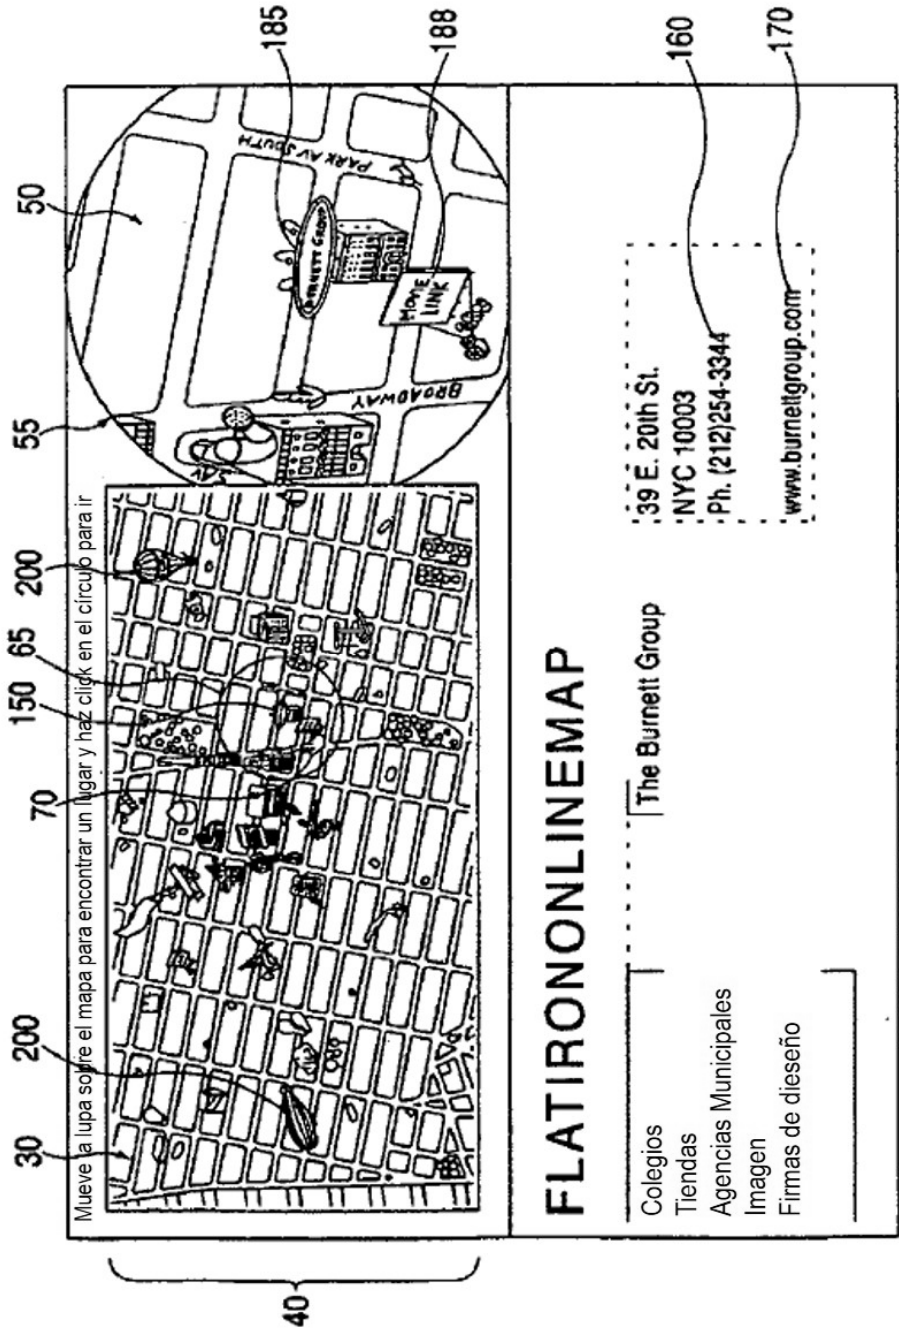 30
200
70
150
65
200
55
50
40
185
188
160
170
Mueve la lupa sobre el mapa para encontrar un lugar y haz click en el círculo para ir
PARK AV SOUTH
BURNETT GROUP
MOVIE
LINK
BROADWAY
AV
FLATIRONONLINEMAP
Colegios
Tiendas
Agencias Municipales
Imagen
Firmas de dieseño
The Burnett Group
39 E. 20th St.
NYC 10003
Ph. (212)254-3344
www.burnettgroup.com